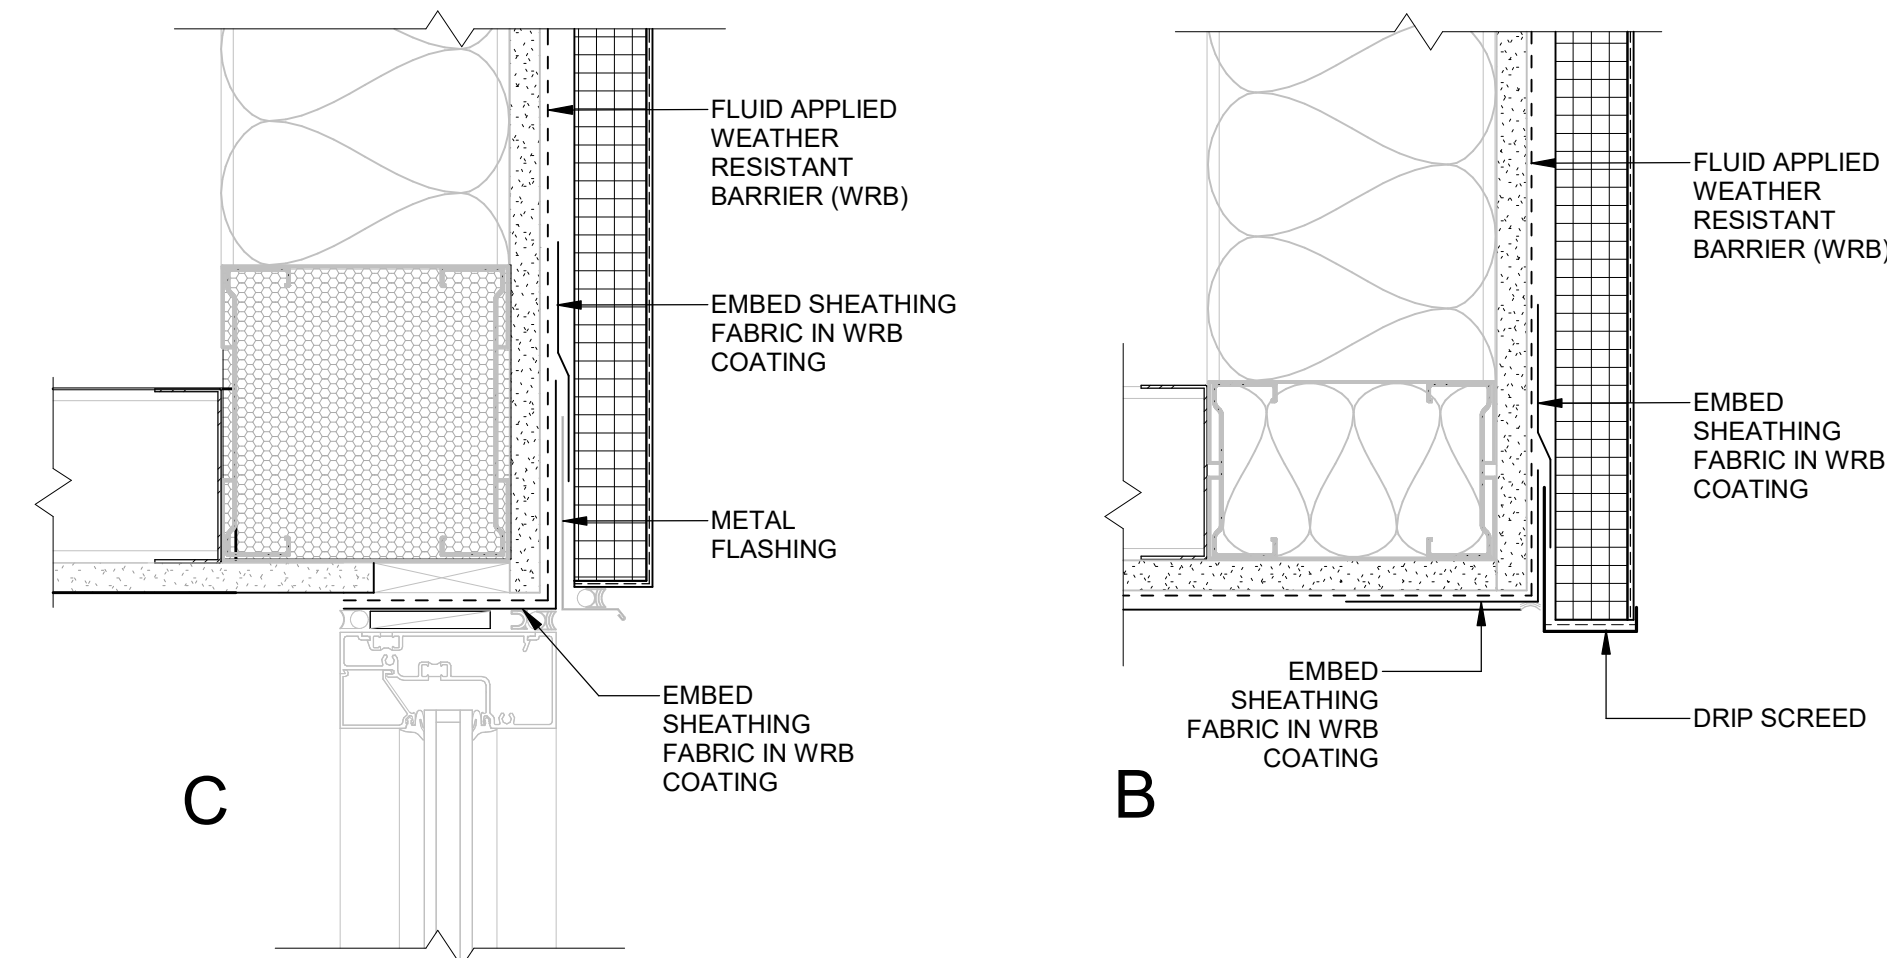 FLUID APPLIED
WEATHER
RESISTANT
BARRIER (WRB)
EMBED SHEATHING
FABRIC IN WRB
COATING
METAL
FLASHING
EMBED
SHEATHING
FABRIC IN WRB
COATING
C
FLUID APPLIED
WEATHER
RESISTANT
BARRIER (WRB)
EMBED
SHEATHING
FABRIC IN WRB
COATING
EMBED
SHEATHING
FABRIC IN WRB
COATING
DRIP SCREED
B